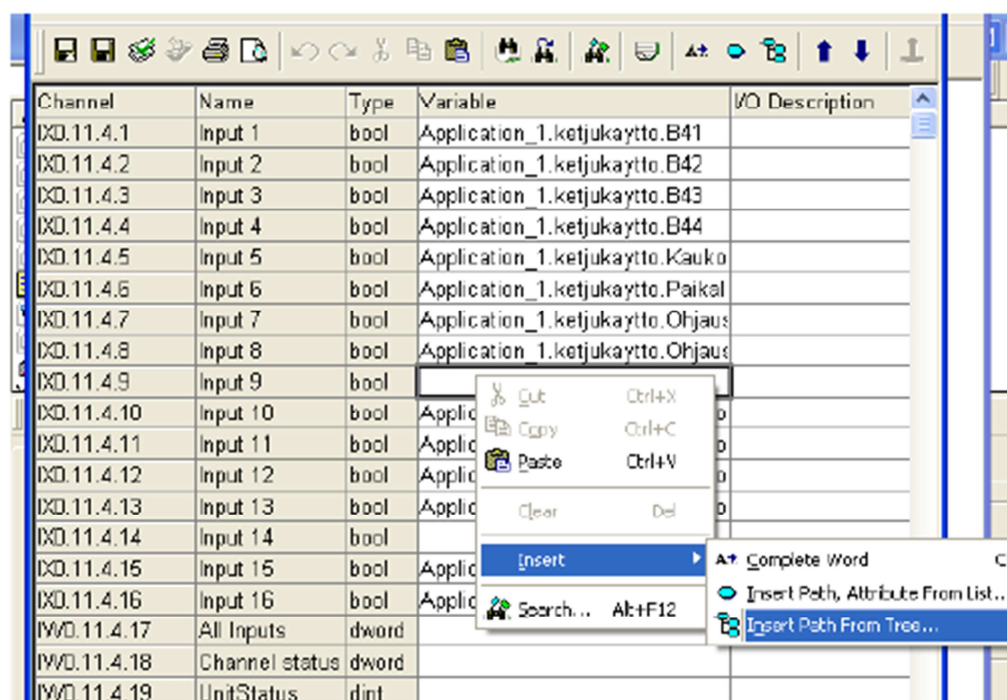 Channel Name Type Variable I/O Description
IX0.11.4.1 Input 1 bool Application_1.ketjukaytto.B41
IX0.11.4.2 Input 2 bool Application_1.ketjukaytto.B42
IX0.11.4.3 Input 3 bool Application_1.ketjukaytto.B43
IX0.11.4.4 Input 4 bool Application_1.ketjukaytto.B44
IX0.11.4.5 Input 5 bool Application_1.ketjukaytto.Kauko
IX0.11.4.6 Input 6 bool Application_1.ketjukaytto.Paikal
IX0.11.4.7 Input 7 bool Application_1.ketjukaytto.Ohjaus
IX0.11.4.8 Input 8 bool Application_1.ketjukaytto.Ohjaus
IX0.11.4.9 Input 9 bool
IX0.11.4.10 Input 10 bool Applic
IX0.11.4.11 Input 11 bool Applic
IX0.11.4.12 Input 12 bool Applic
IX0.11.4.13 Input 13 bool Applic
IX0.11.4.14 Input 14 bool
IX0.11.4.15 Input 15 bool Applic
IX0.11.4.16 Input 16 bool Applic
IW0.11.4.17 All Inputs dword
IW0.11.4.18 Channel status dword
IW0.11.4.19 UnitStatus dint
Cut Ctrl+X
Copy Ctrl+C
Paste Ctrl+V
Clear Del
Insert
Search... Alt+F12
Complete Word C
Insert Path, Attribute From List...
Insert Path From Tree...